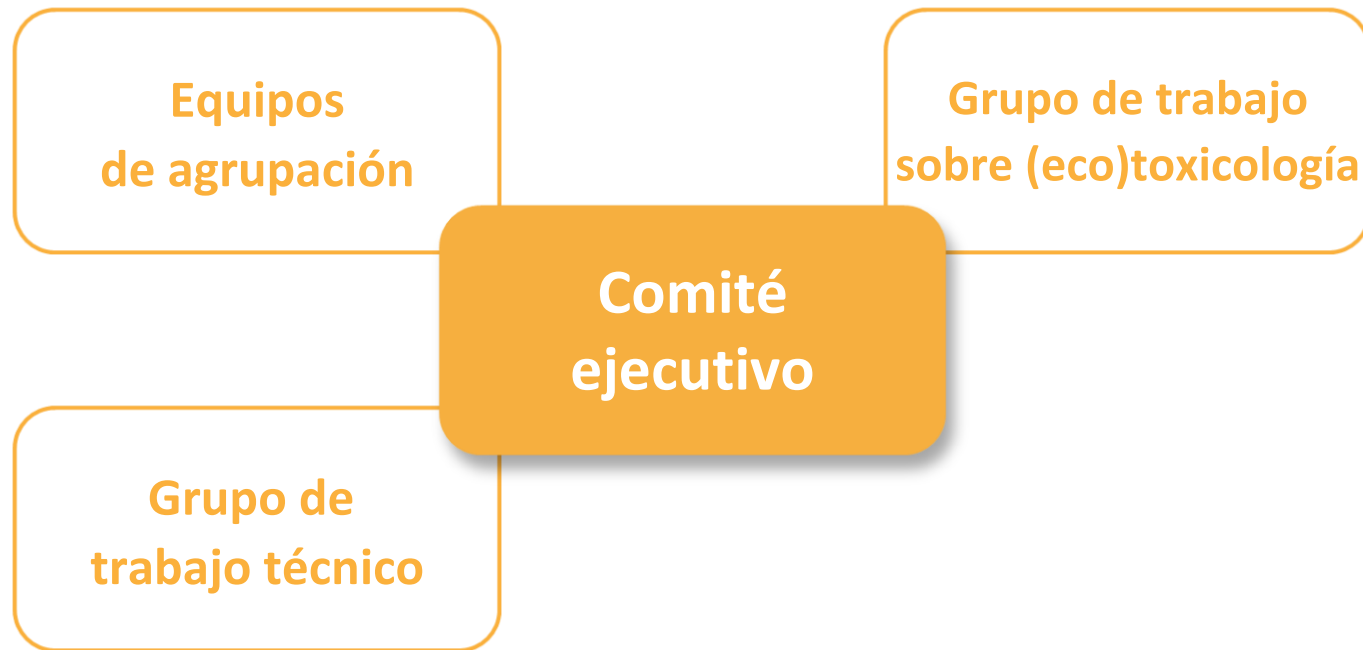 Equipos
de agrupación
Grupo de trabajo
sobre (eco)toxicología
Comité
ejecutivo
Grupo de
trabajo técnico